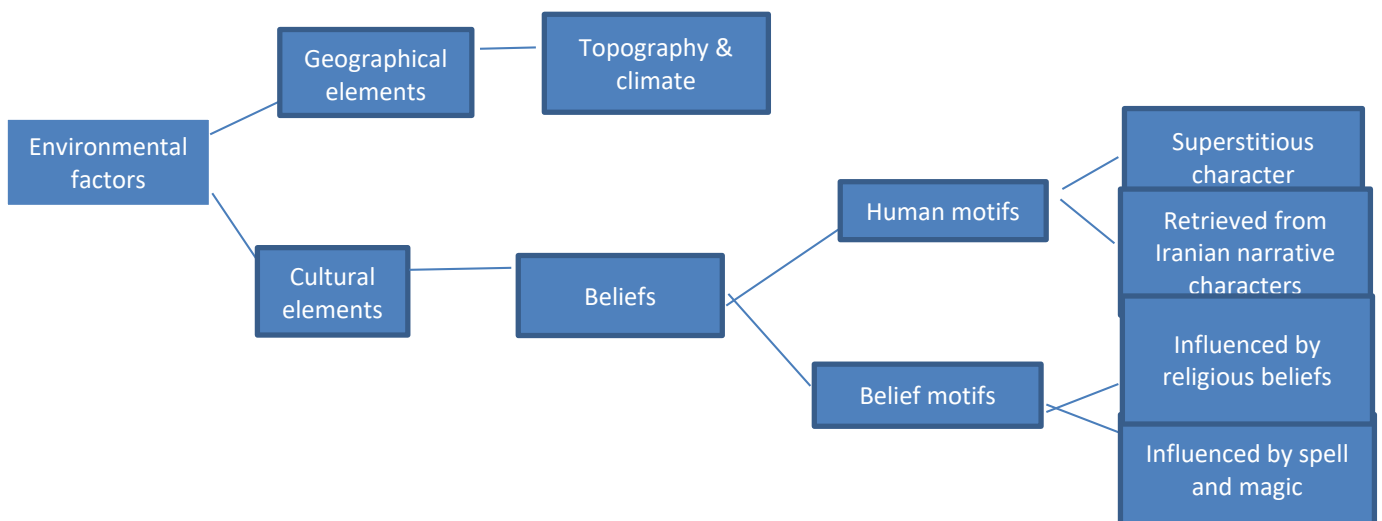 Geographical
elements
Topography &
climate
Environmental
factors
Cultural
elements
Beliefs
Human motifs
Belief motifs
Superstitious
character
Retrieved from
Iranian narrative
characters
Influenced by
religious beliefs
Influenced by spell
and magic